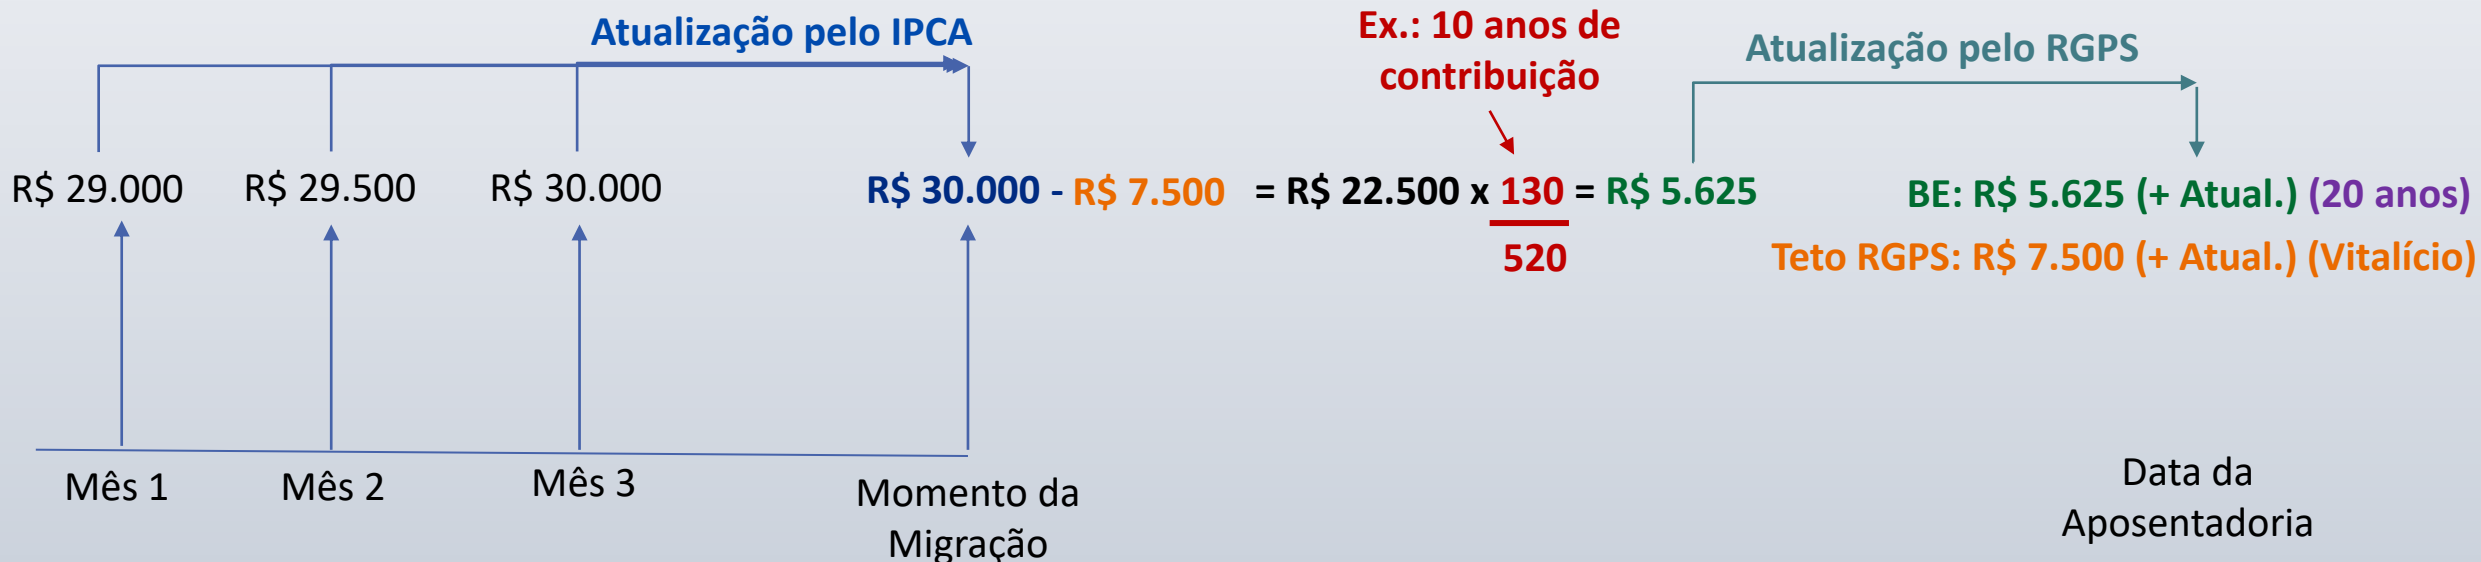 Atualização pelo IPCA
Ex.: 10 anos de
contribuição
Atualização pelo RGPS
R$ 29.000 R$ 29.500 R$ 30.000 R$ 30.000 - R$ 7.500 = R$ 22.500 x 130 = R$ 5.625 BE: R$ 5.625 (+ Atual.) (20 anos)
520
Teto RGPS: R$ 7.500 (+ Atual.) (Vitalício)
Mês 1 Mês 2 Mês 3
Momento da
Migração
Data da
Aposentadoria